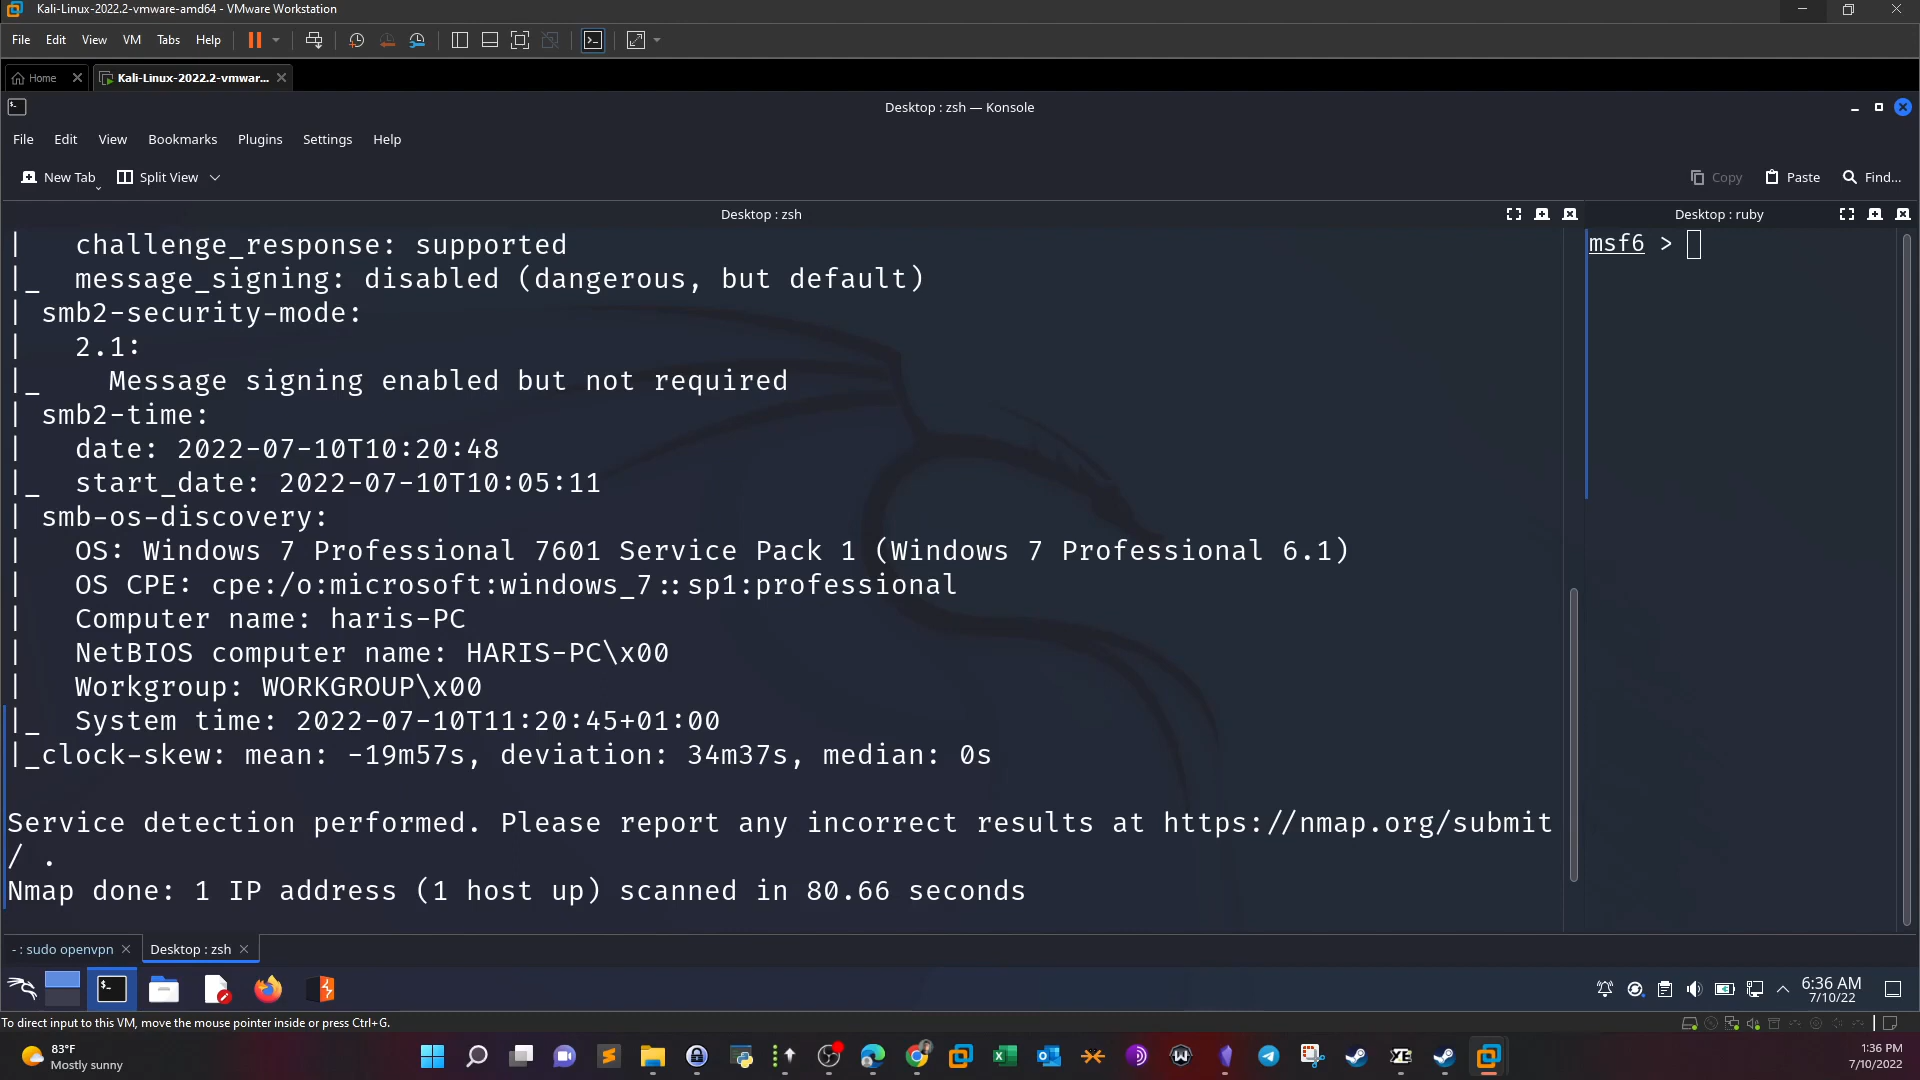 Kali-Linux-2022.2-vmware-amd64 - VMware Workstation
File Edit View VM Tabs Help
Home Kali-Linux-2022.2-vmwar...
Desktop : zsh — Konsole
File Edit View Bookmarks Plugins Settings Help
New Tab Split View Copy Paste Find...
Desktop : zsh Desktop : ruby
|   challenge_response: supported
|_  message_signing: disabled (dangerous, but default)
| smb2-security-mode:
|   2.1:
|_    Message signing enabled but not required
| smb2-time:
|   date: 2022-07-10T10:20:48
|_  start_date: 2022-07-10T10:05:11
| smb-os-discovery:
|   OS: Windows 7 Professional 7601 Service Pack 1 (Windows 7 Professional 6.1)
|   OS CPE: cpe:/o:microsoft:windows_7::sp1:professional
|   Computer name: haris-PC
|   NetBIOS computer name: HARIS-PC\x00
|   Workgroup: WORKGROUP\x00
|_  System time: 2022-07-10T11:20:45+01:00
|_clock-skew: mean: -19m57s, deviation: 34m37s, median: 0s
Service detection performed. Please report any incorrect results at https://nmap.org/submit
/ .
Nmap done: 1 IP address (1 host up) scanned in 80.66 seconds
msf6 >
- : sudo openvpn Desktop : zsh
6:36 AM
7/10/22
To direct input to this VM, move the mouse pointer inside or press Ctrl+G.
83°F
Mostly sunny
1:36 PM
7/10/2022